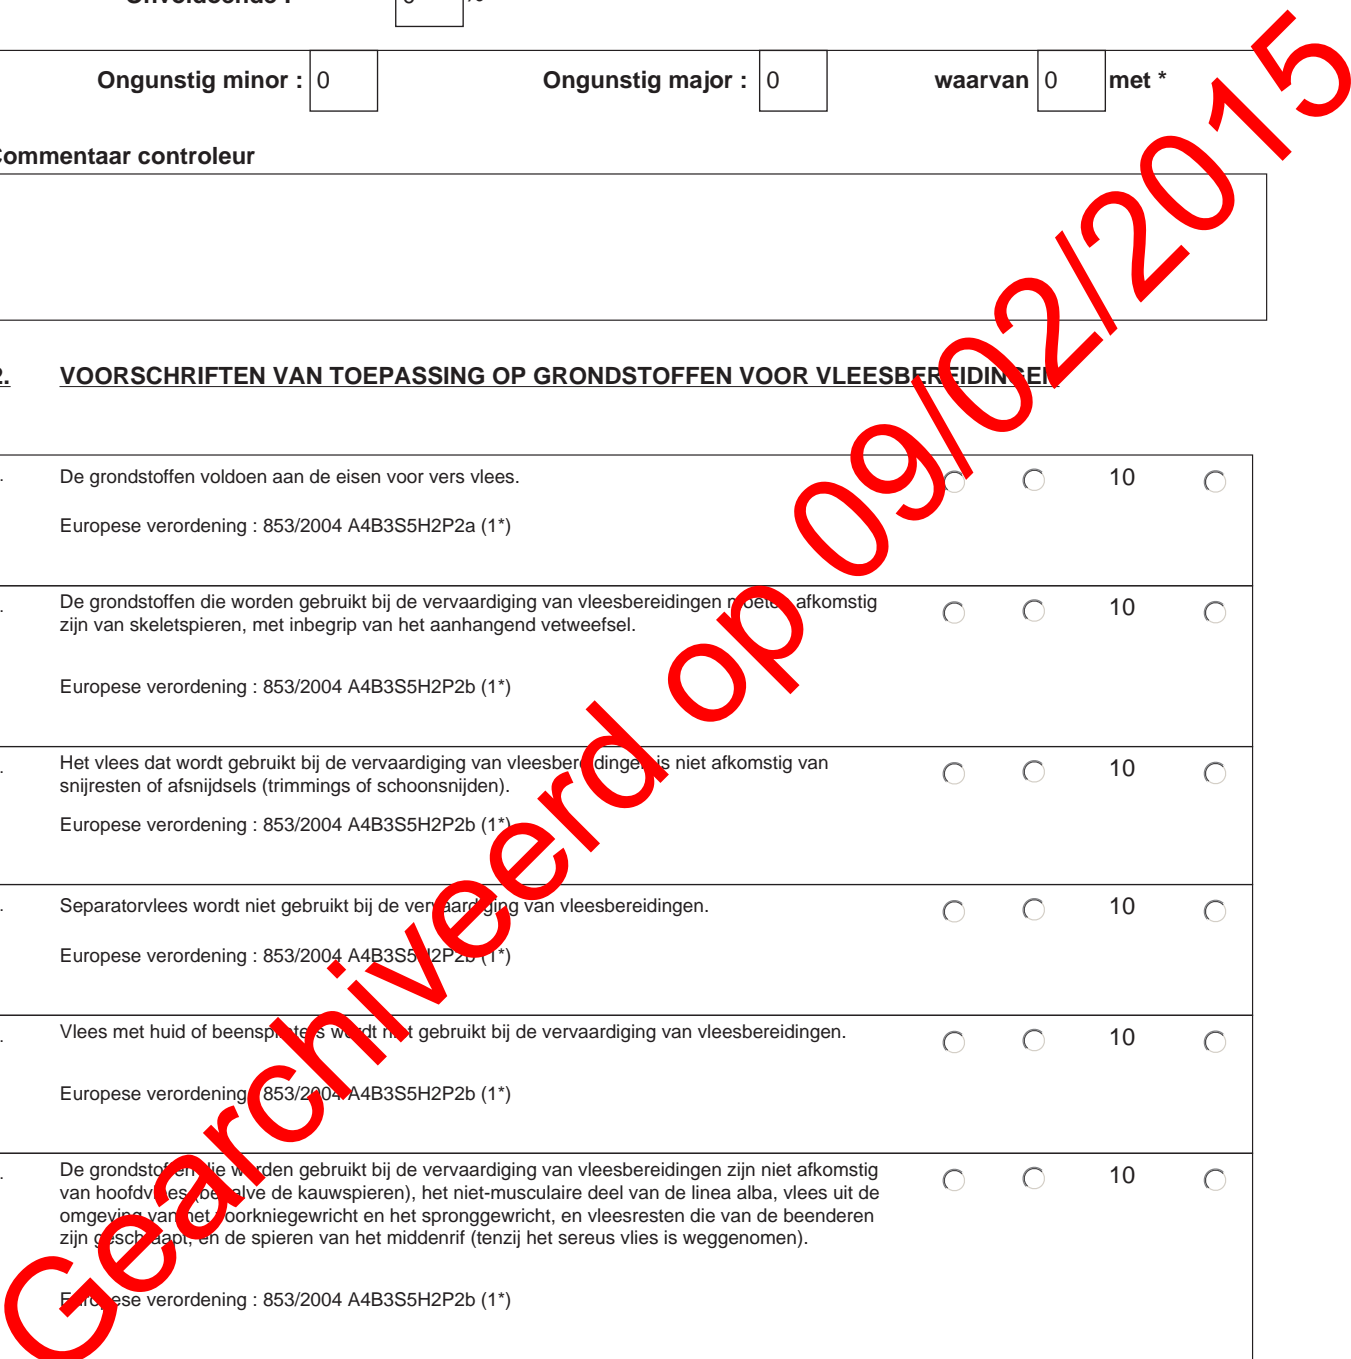 Ongunstig minor : 0 Ongunstig major : 0 waarvan 0 met *
Commentaar controleur
2. VOORSCHRIFTEN VAN TOEPASSING OP GRONDSTOFFEN VOOR VLEESBEREIDINGEN
De grondstoffen voldoen aan de eisen voor vers vlees. 10
Europese verordening : 853/2004 A4B3S5H2P2a (1*)
De grondstoffen die worden gebruikt bij de vervaardiging van vleesbereidingen moeten afkomstig
zijn van skeletspieren, met inbegrip van het aanhangend vetweefsel. 10
Europese verordening : 853/2004 A4B3S5H2P2b (1*)
Het vlees dat wordt gebruikt bij de vervaardiging van vleesbereidingen is niet afkomstig van
snijresten of afsnijdsels (trimmings of schoonsnijden). 10
Europese verordening : 853/2004 A4B3S5H2P2b (1*)
Separatorvlees wordt niet gebruikt bij de vervaardiging van vleesbereidingen. 10
Europese verordening : 853/2004 A4B3S5H2P2b (1*)
Vlees met huid of beensplinters wordt niet gebruikt bij de vervaardiging van vleesbereidingen. 10
Europese verordening : 853/2004 A4B3S5H2P2b (1*)
De grondstoffen die worden gebruikt bij de vervaardiging van vleesbereidingen zijn niet afkomstig
van hoofdvlees (behalve de kauwspieren), het niet-musculaire deel van de linea alba, vlees uit de 10
omgeving van het voorkniegewricht en het spronggewricht, en vleesresten die van de beenderen
zijn geschraapt, en de spieren van het middenrif (tenzij het sereus vlies is weggenomen).
Europese verordening : 853/2004 A4B3S5H2P2b (1*)
Gearchiveerd op 09/02/2015